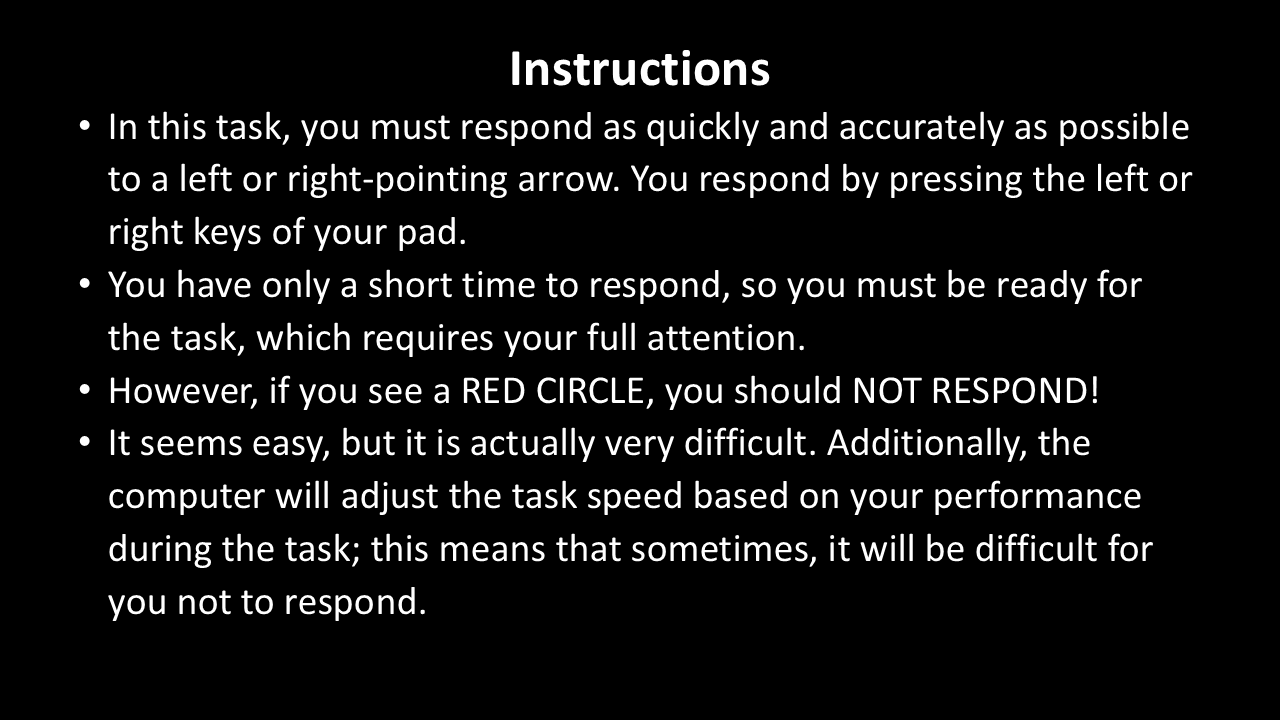 Instructions
• In this task, you must respond as quickly and accurately as possible
to a left or right-pointing arrow. You respond by pressing the left or
right keys of your pad.
• You have only a short time to respond, so you must be ready for
the task, which requires your full attention.
• However, if you see a RED CIRCLE, you should NOT RESPOND!
• It seems easy, but it is actually very difficult. Additionally, the
computer will adjust the task speed based on your performance
during the task; this means that sometimes, it will be difficult for
you not to respond.